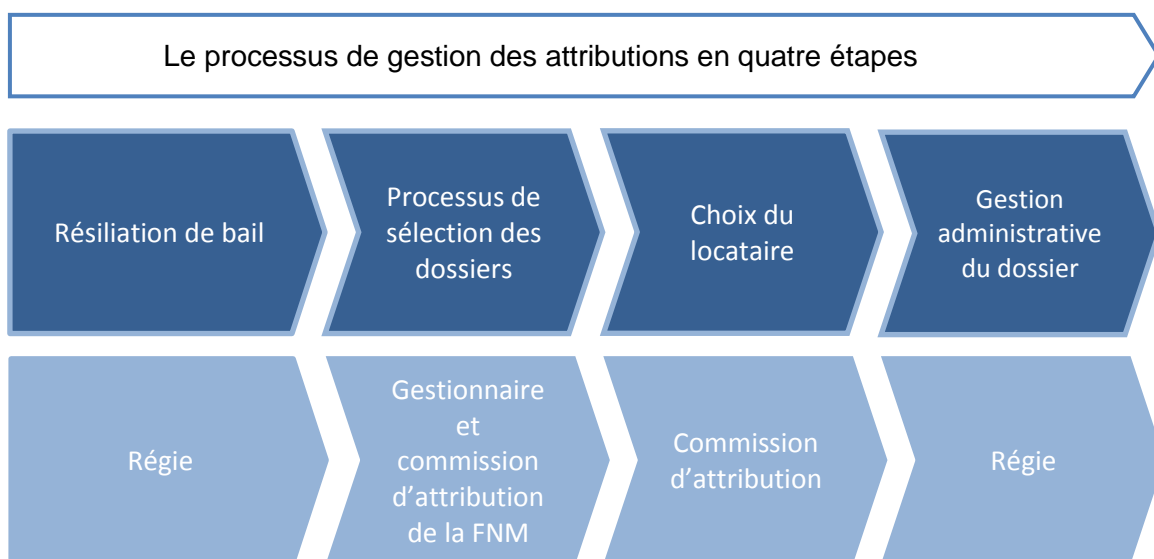 Le processus de gestion des attributions en quatre étapes
Résiliation de bail
Processus de
sélection des
dossiers
Choix du
locataire
Gestion
administrative
du dossier
Régie
Gestionnaire
et
commission
d’attribution
de la FNM
Commission
d’attribution
Régie